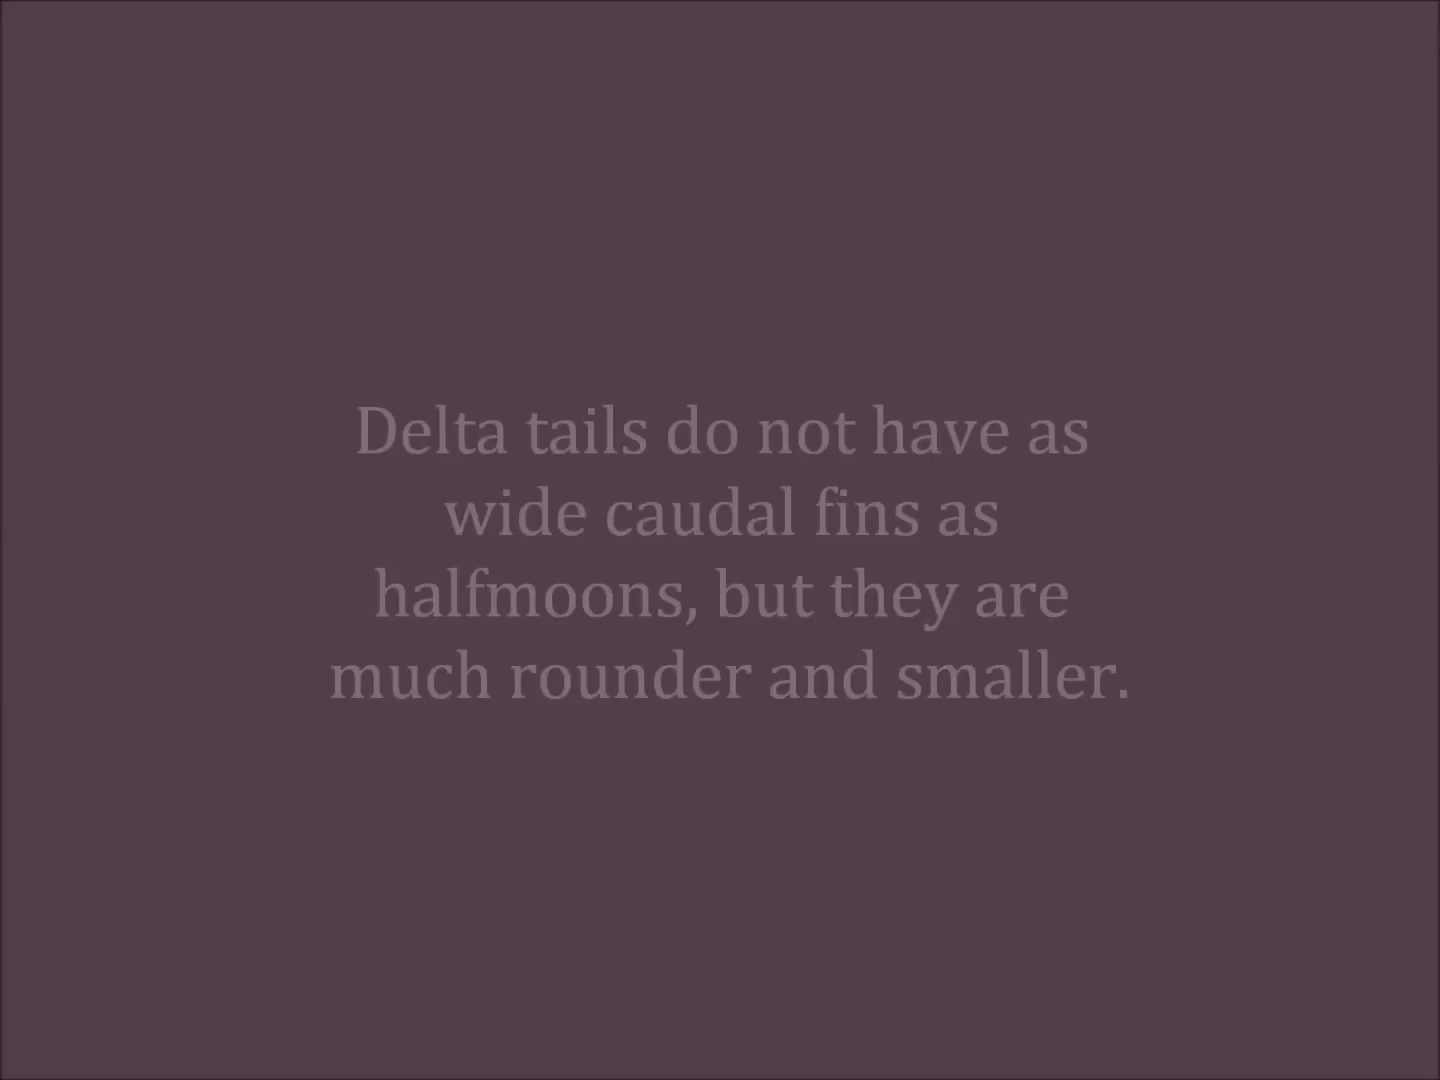 Delta tails do not have as
wide caudal fins as
halfmoons, but they are
much rounder and smaller.